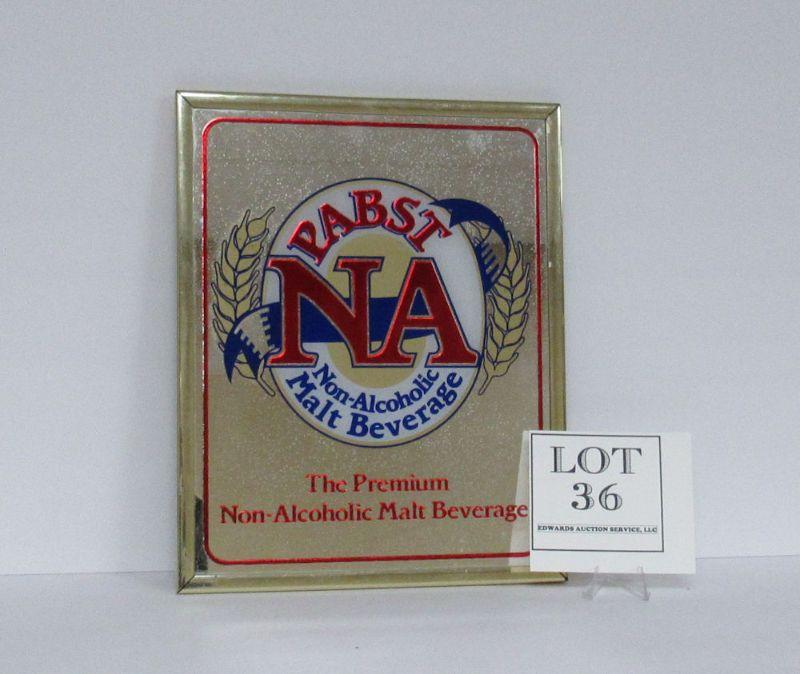 PABST
NA
Non-Alcoholic
Malt Beverage
The Premium
Non-Alcoholic Malt Beverage
LOT
36
EDWARDS AUCTION SERVICE, LLC